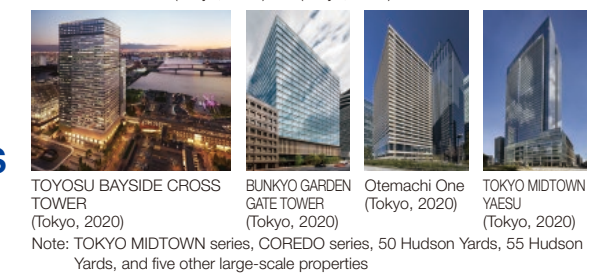 s
TOYOSU BAYSIDE CROSS
TOWER
(Tokyo, 2020)
BUNKYO GARDEN
GATE TOWER
(Tokyo, 2020)
Otemachi One
(Tokyo, 2020)
TOKYO MIDTOWN
YAESU
(Tokyo, 2020)
Note: TOKYO MIDTOWN series, COREDO series, 50 Hudson Yards, 55 Hudson
Yards, and five other large-scale properties